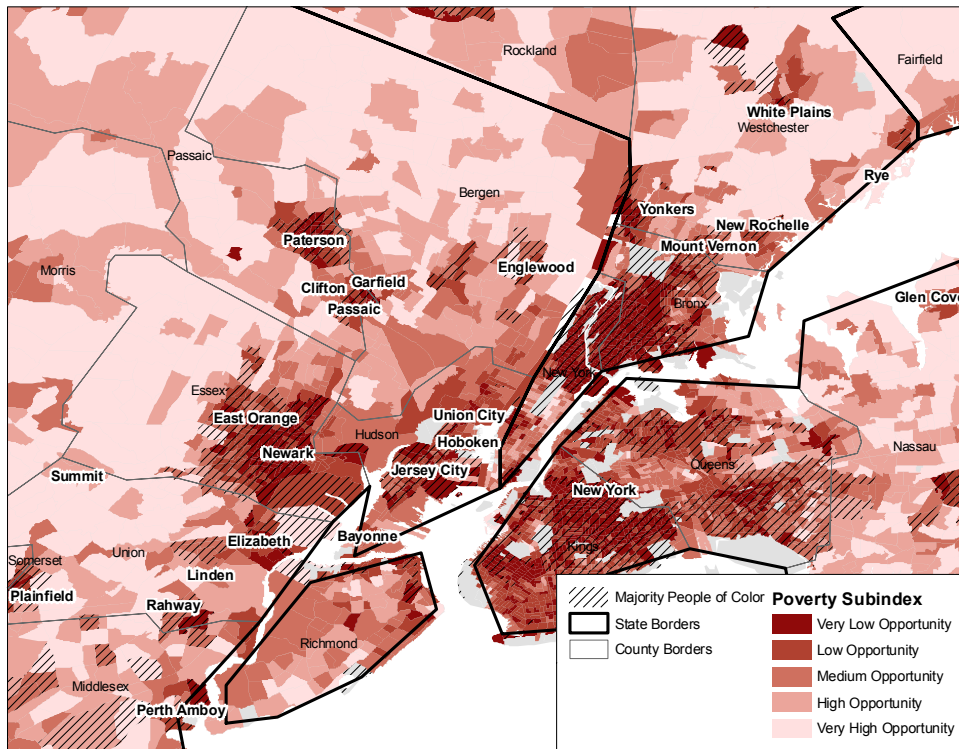 Rockland
Fairfield
White Plains
Westchester
Passaic
Rye
Bergen
Yonkers
New Rochelle
Paterson
Mount Vernon
Englewood
Morris
Garfield
Clifton
Glen Cove
Bronx
Passaic
New York
Essex
East Orange
Union City
Hudson
Hoboken
Nassau
Newark
Queens
Jersey City
Summit
New York
Elizabeth
Bayonne
Kings
Union
Somerset
Linden
Plainfield
Rahway
Richmond
Middlesex
Perth Amboy
Majority People of Color
State Borders
County Borders
Poverty Subindex
Very Low Opportunity
Low Opportunity
Medium Opportunity
High Opportunity
Very High Opportunity